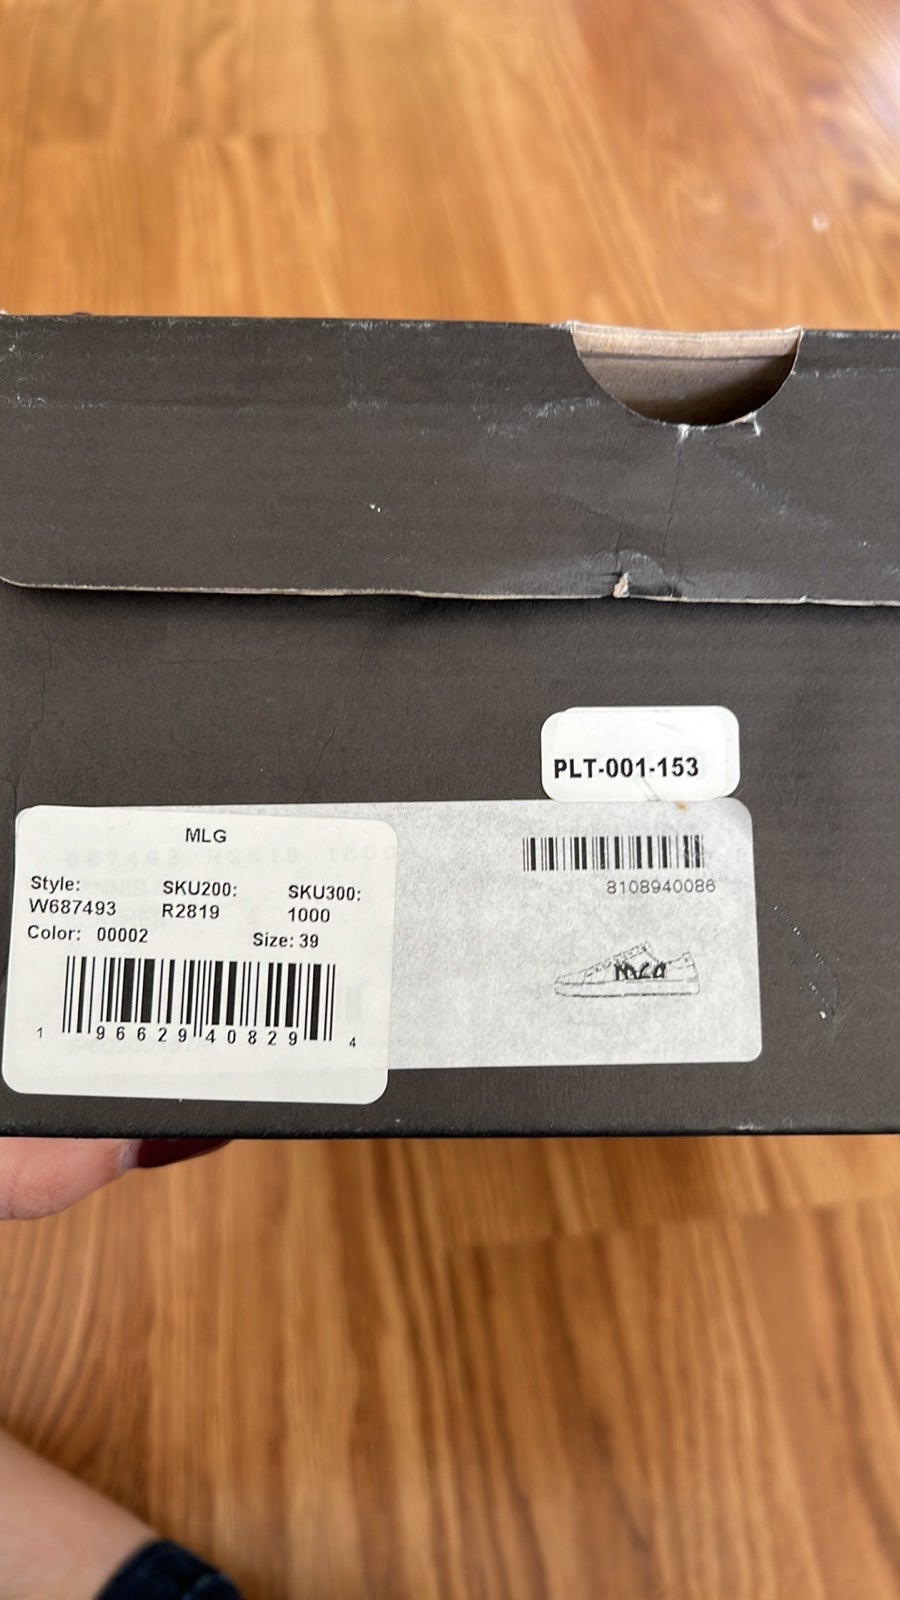 PLT-001-153
MLG
Style: SKU200: SKU300:
W687493 R2819 1000
Color: 00002 Size: 39
1 96629 40829 4
8108940086
MCQ